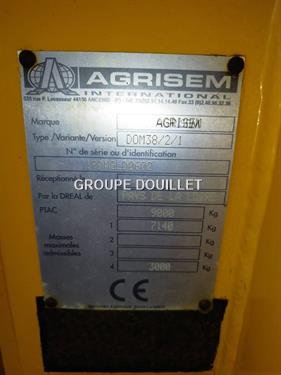 AGRISEM
INTERNATIONAL
Marque AGRISEM
Type /Variante/Version DOM38/2/1
N° de série ou d'identification
GROUPE DOUILLET
Réceptionné le
Par la DREAL de PAYS DE LA LOIRE
PTAC 9000 Kg
1 7140 Kg
Masses 2 Kg
maximales
admissibles 3 Kg
4 3000 Kg
CE